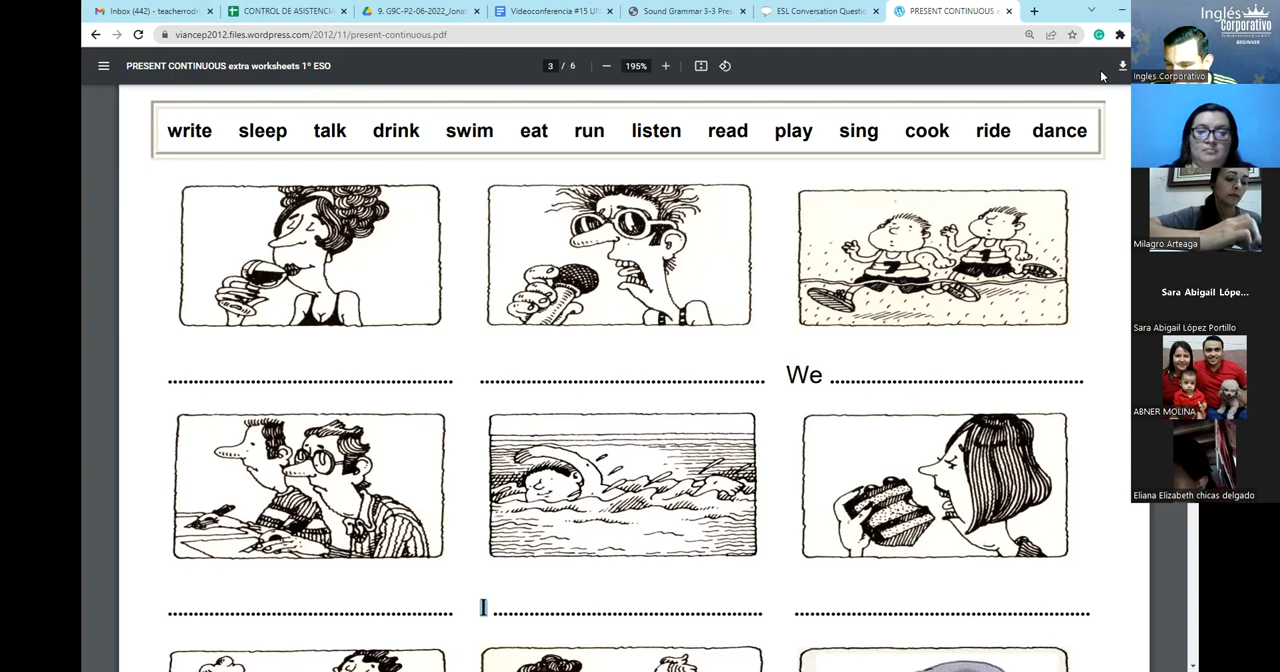 Inbox (442) - teacherrod
CONTROL DE ASISTENCIA
9. G9C-P2-06-2022_Jona
Videoconferencia #15 UN
Sound Grammar 3-3 Pre
ESL Conversation Questi
PRESENT CONTINUOUS e
viancep2012.files.wordpress.com/2012/11/present-continuous.pdf
PRESENT CONTINUOUS extra worksheets 1º ESO
3 / 6
195%
write sleep talk drink swim eat run listen read play sing cook ride dance
We ..................................................
I ..................................................
Inglés
Corporativo
BEGINNER
Ingles Corporativo
Milagro Arteaga
Sara Abigail Lópe...
Sara Abigail López Portillo
ABNER MOLINA
Eliana Elizabeth chicas delgado